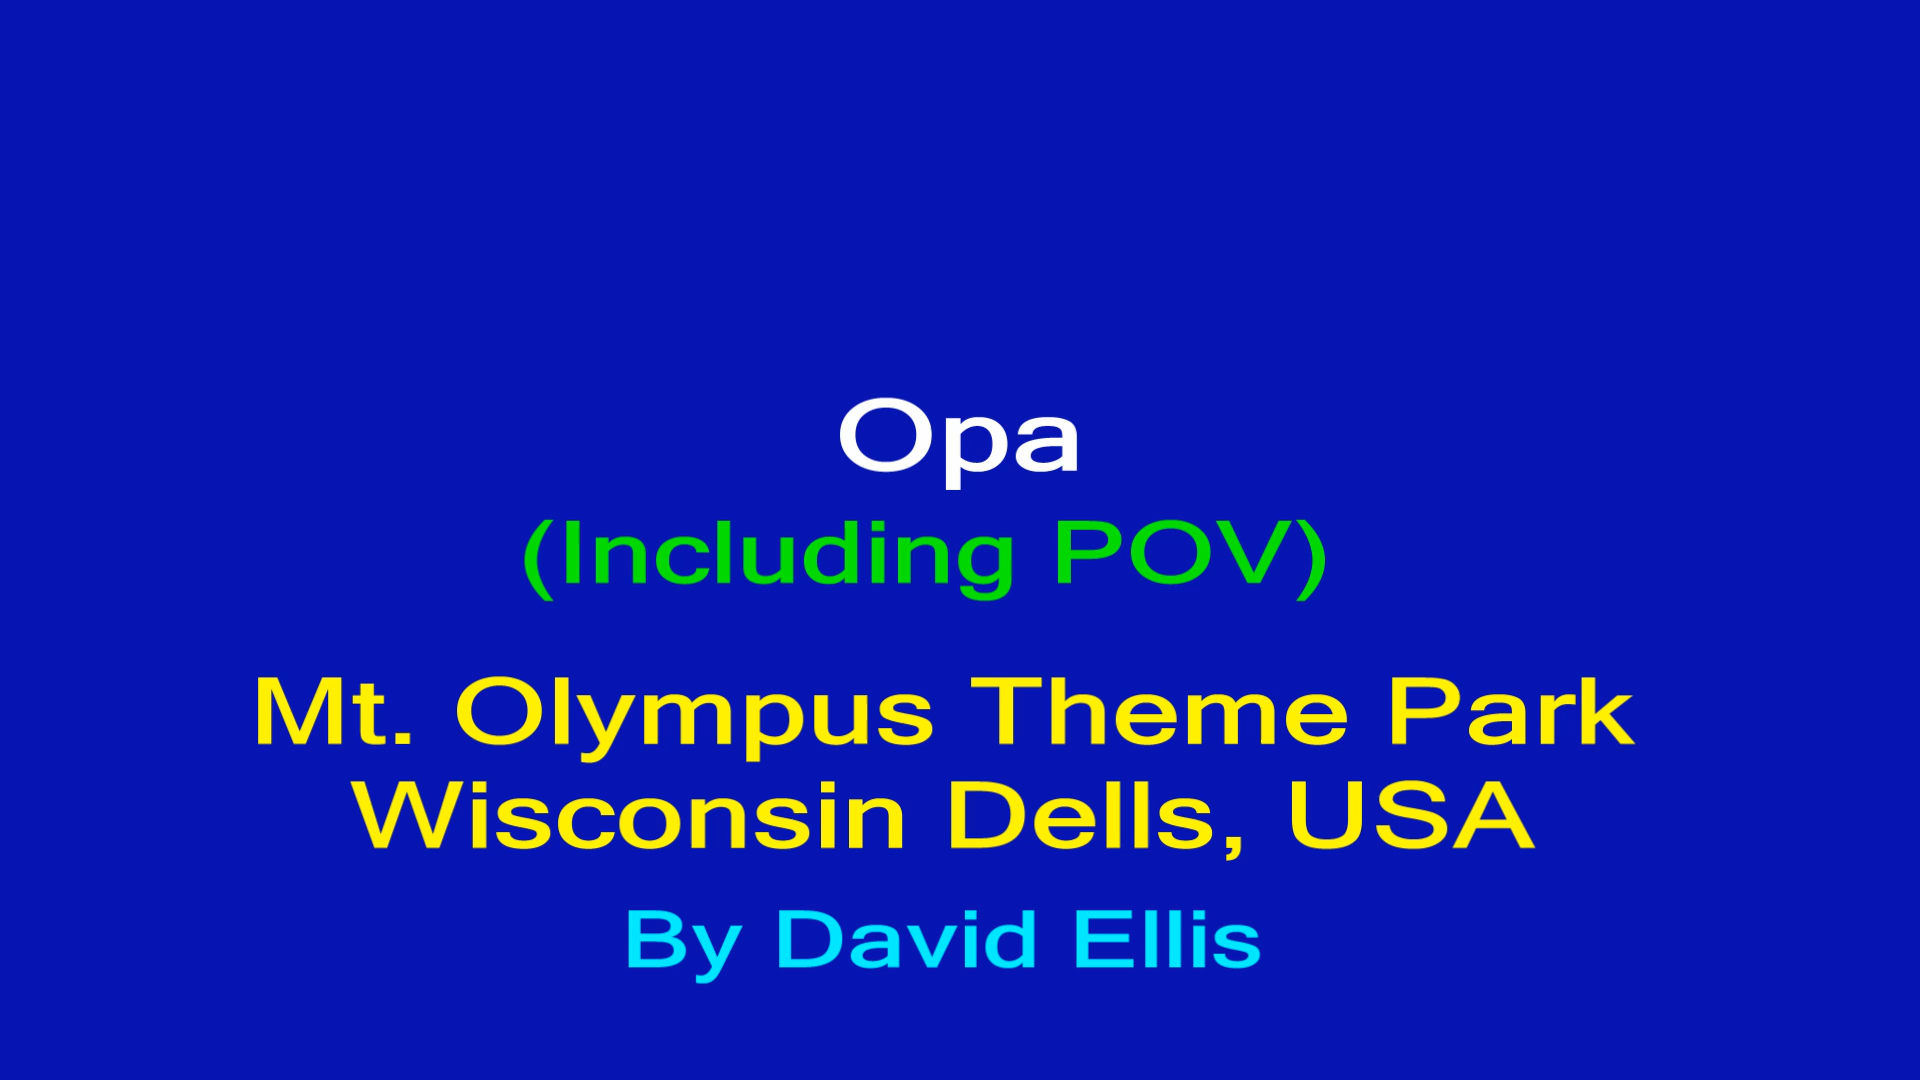 Opa
(Including POV)
Mt. Olympus Theme Park
Wisconsin Dells, USA
By David Ellis